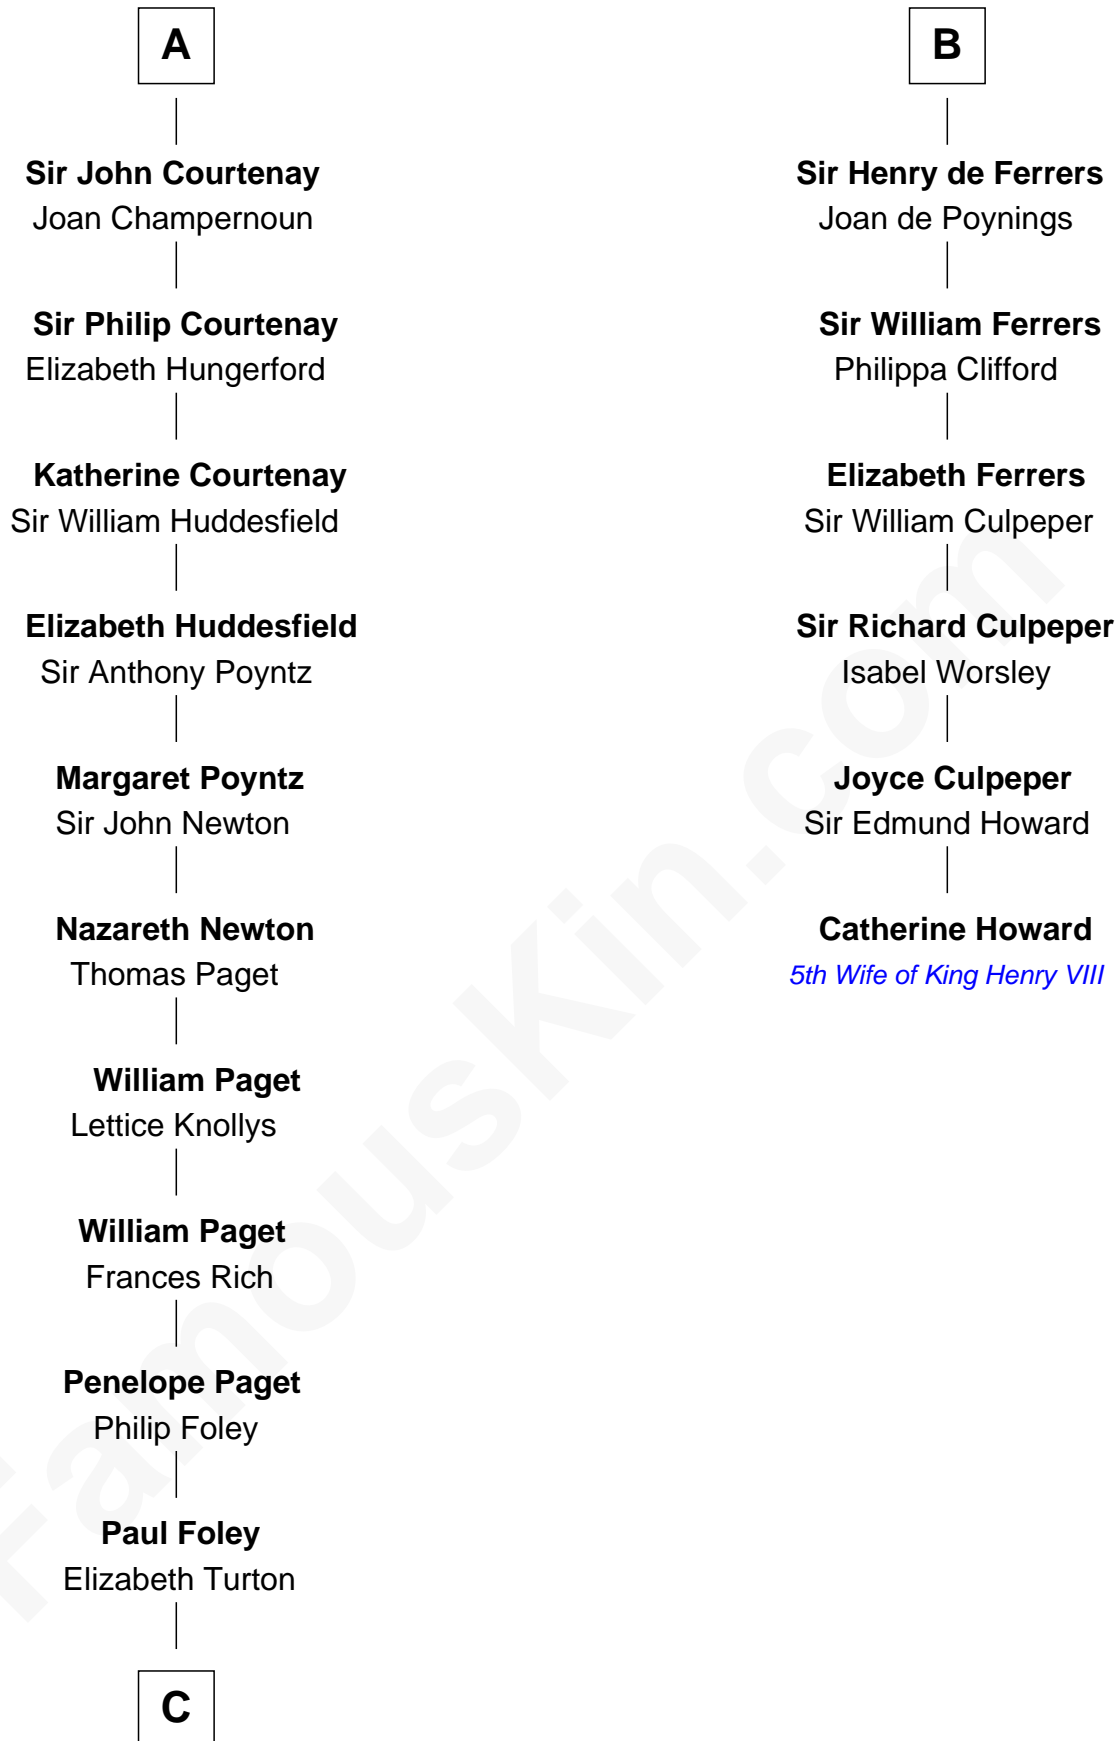 A
Sir John Courtenay
Joan Champernoun
Sir Philip Courtenay
Elizabeth Hungerford
Katherine Courtenay
Sir William Huddesfield
Elizabeth Huddesfield
Sir Anthony Poyntz
Margaret Poyntz
Sir John Newton
Nazareth Newton
Thomas Paget
William Paget
Lettice Knollys
William Paget
Frances Rich
Penelope Paget
Philip Foley
Paul Foley
Elizabeth Turton
C
B
Sir Henry de Ferrers
Joan de Poynings
Sir William Ferrers
Philippa Clifford
Elizabeth Ferrers
Sir William Culpeper
Sir Richard Culpeper
Isabel Worsley
Joyce Culpeper
Sir Edmund Howard
Catherine Howard
5th Wife of King Henry VIII
FamousKin.com